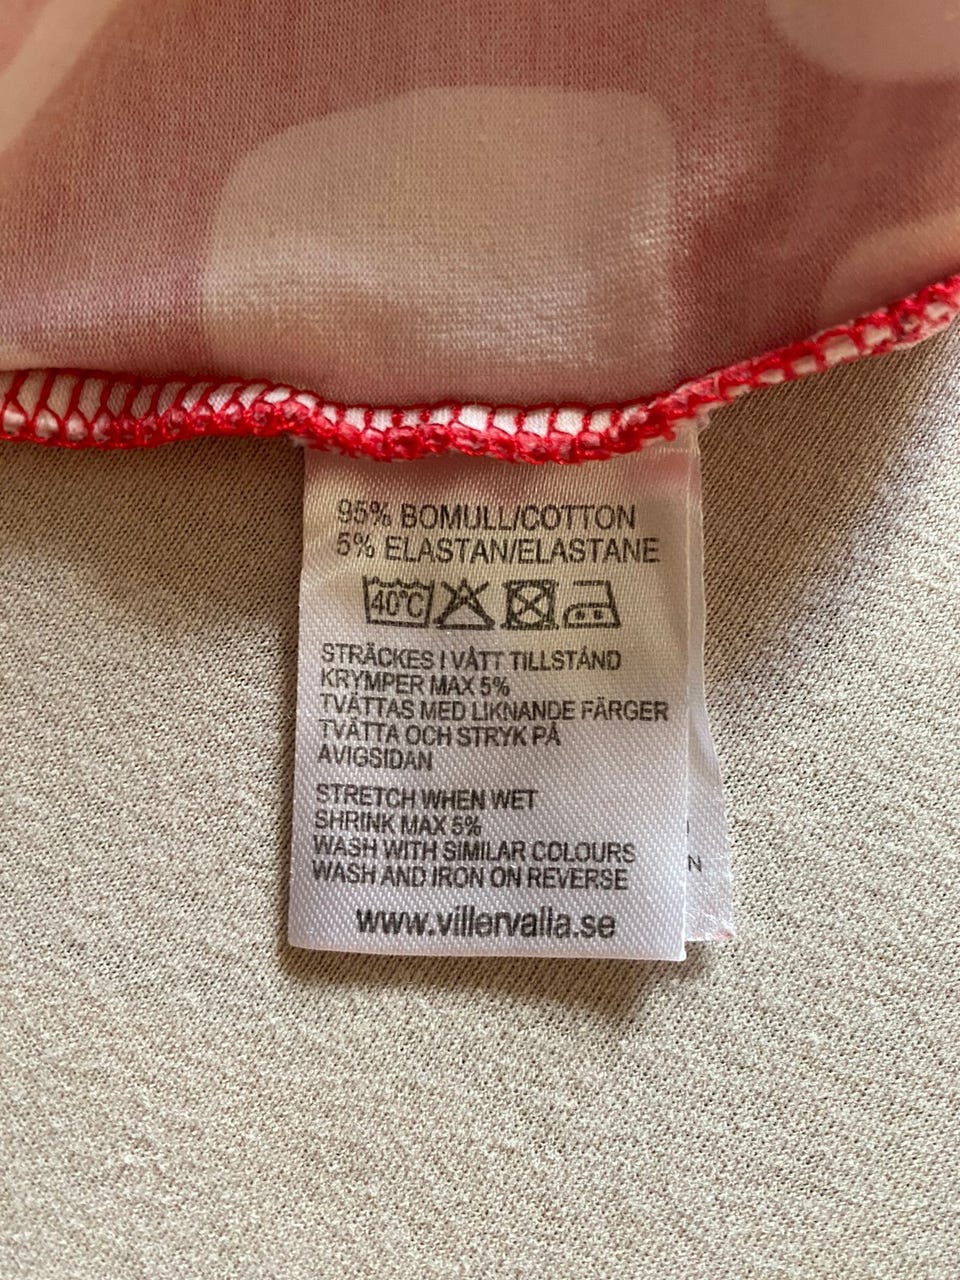 95% BOMULL/COTTON
5% ELASTAN/ELASTANE
40°C
STRÄCKES I VÅTT TILLSTÅND
KRYMPER MAX 5%
TVÄTTAS MED LIKNANDE FÄRGER
TVÄTTA OCH STRYK PÅ
AVIGSIDAN
STRETCH WHEN WET
SHRINK MAX 5%
WASH WITH SIMILAR COLOURS
WASH AND IRON ON REVERSE
www.villervalla.se
N